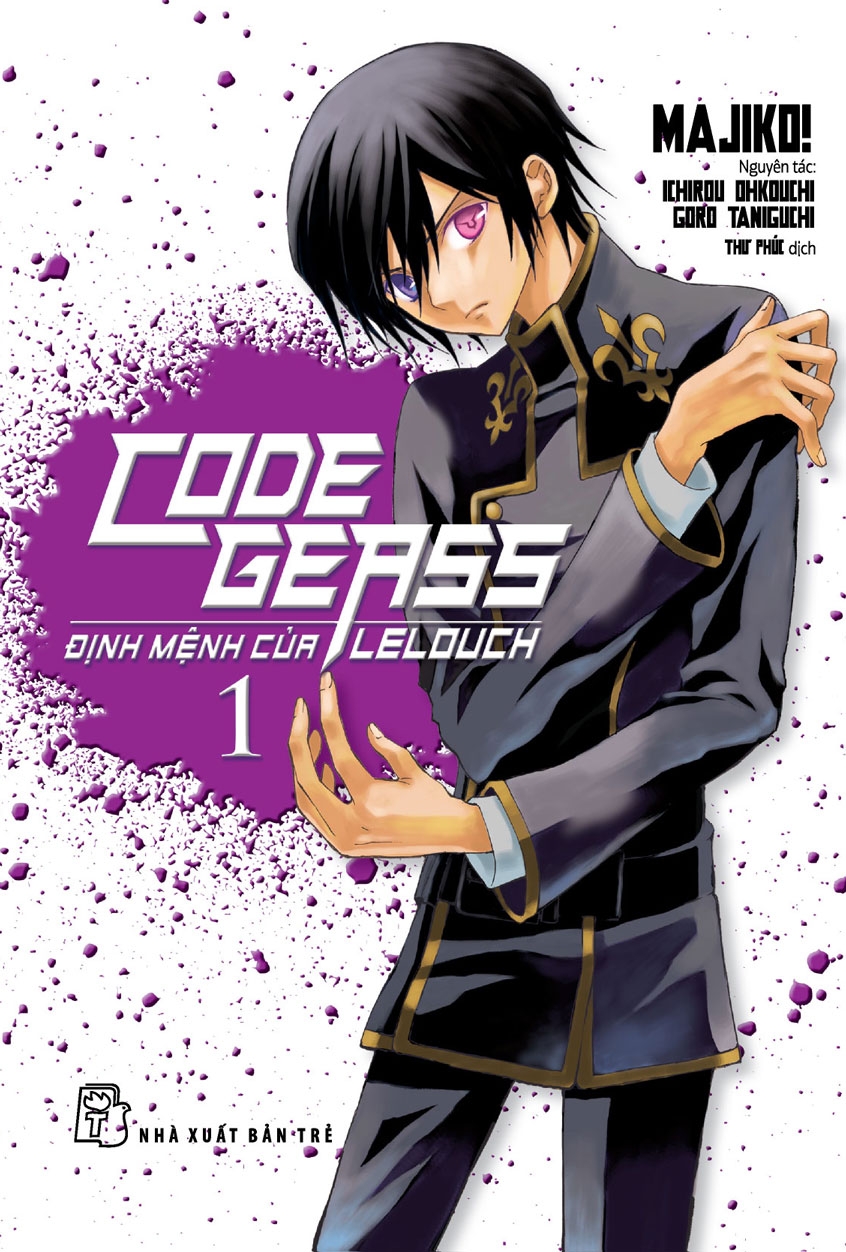 MAJIKO!
Nguyên tác:
ICHIROU OHKOUCHI
GORO TANIGUCHI
THƯ PHÚC dịch
CODE
GEASS
ĐỊNH MỆNH CỦA LELOUCH
1
T
NHÀ XUẤT BẢN TRẺ